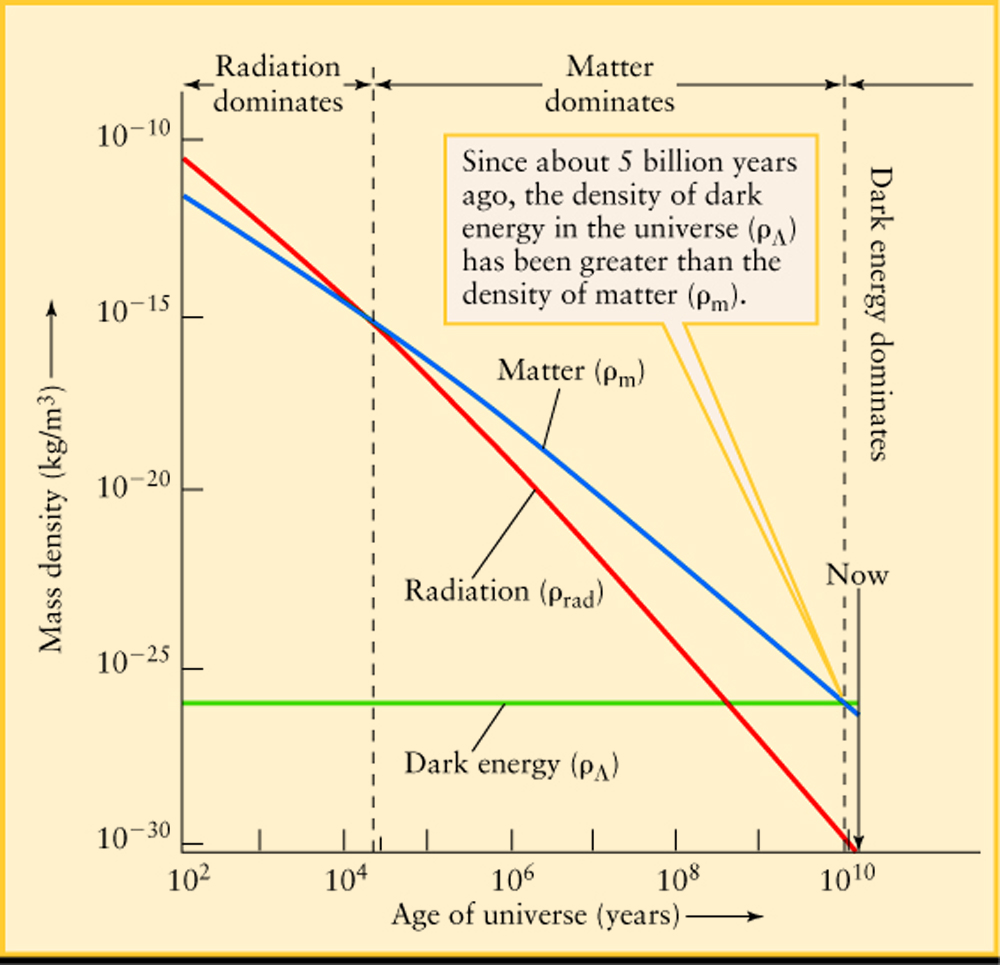 Radiation
dominates
Matter
dominates
10⁻¹⁰
Since about 5 billion years
ago, the density of dark
energy in the universe (ρ_Λ)
has been greater than the
density of matter (ρₘ).
Dark energy dominates
10⁻¹⁵
Matter (ρₘ)
Mass density (kg/m³)
10⁻²⁰
Now
Radiation (ρ_rad)
10⁻²⁵
Dark energy (ρ_Λ)
10⁻³⁰
10² 10⁴ 10⁶ 10⁸ 10¹⁰
Age of universe (years)